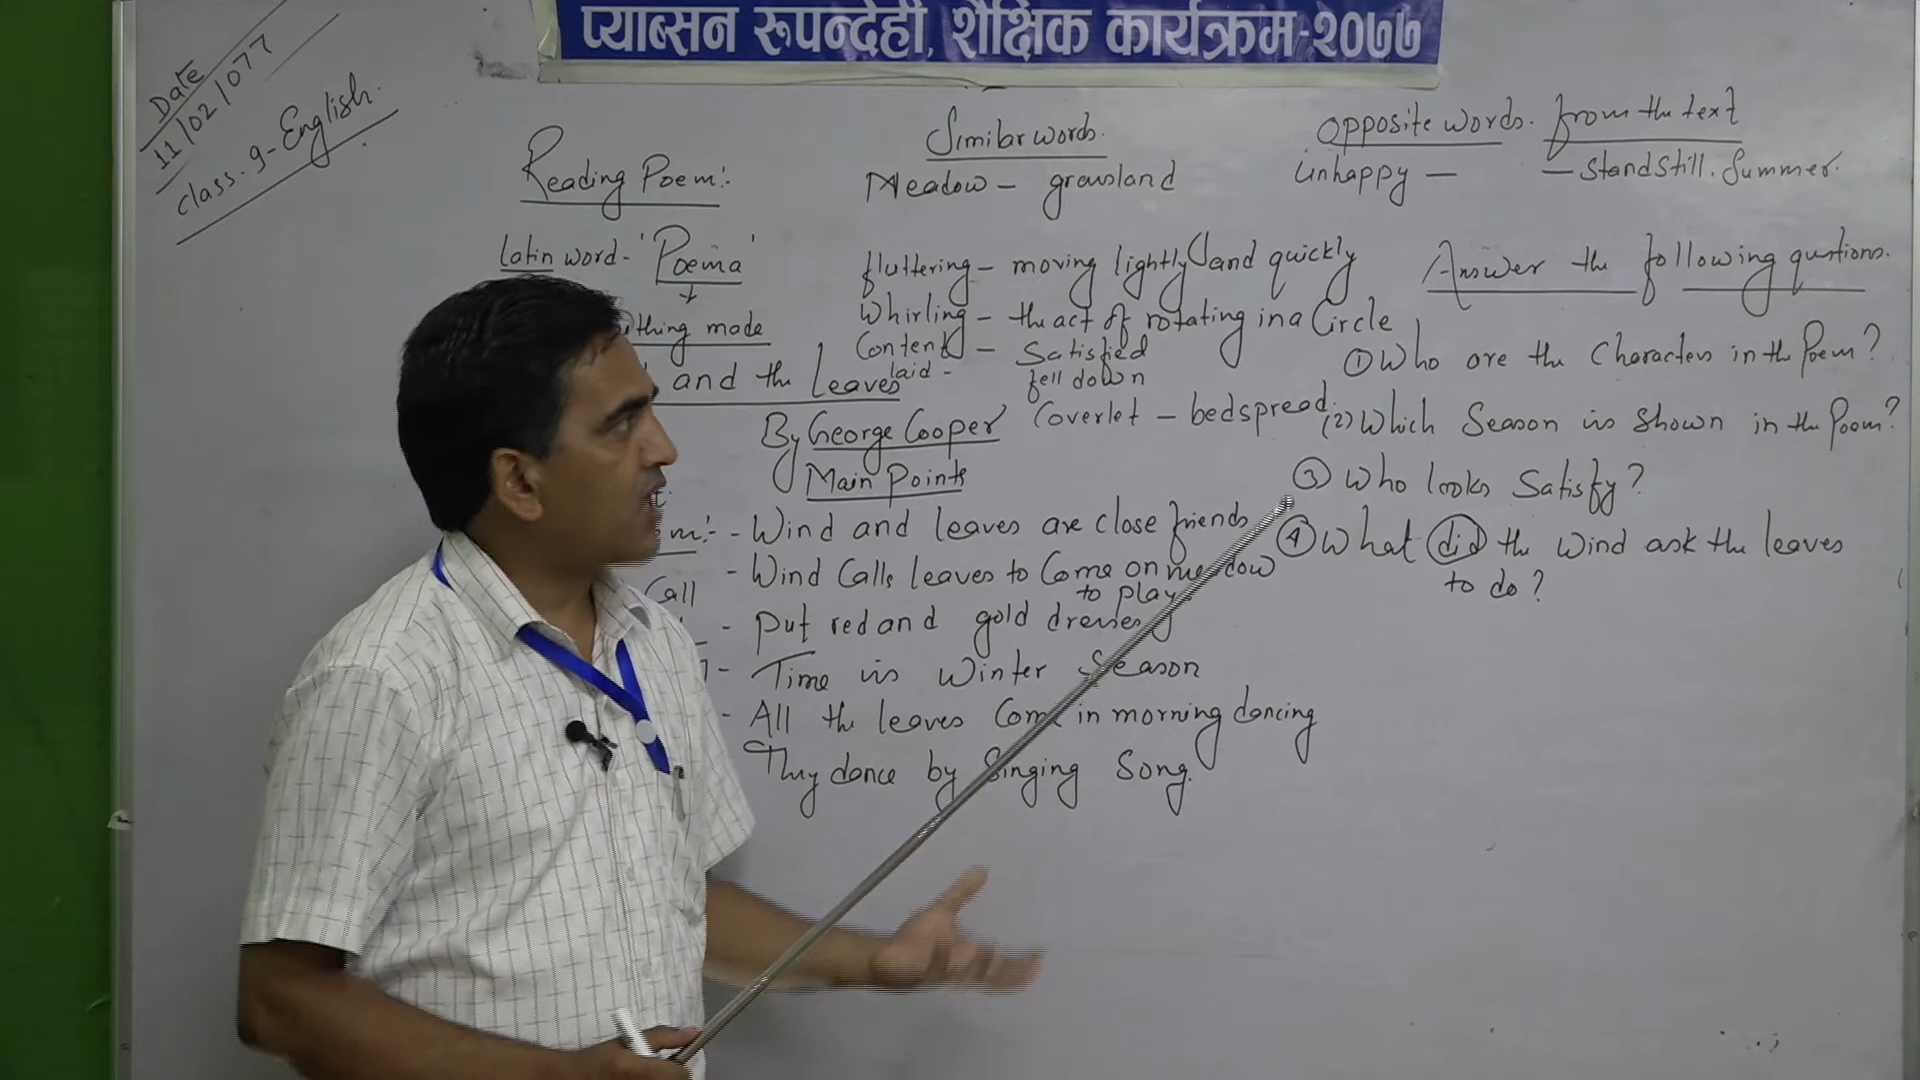 प्याब्सन रुपन्देही, शैक्षिक कार्यक्रम-२०७७
Date
11/02/077
class. 9 - English.
Reading Poem:
Latin word - 'Poema'
thing made
and the Leaves
By George Cooper
Main Points
m:- - Wind and leaves are close friends
- Wind Calls leaves to Come on meadow
to play
Call
- put red and gold dresses
- Time is Winter Season
- All the leaves Come in morning dancing
They dance by Singing Song.
Similar words.
Meadow - grassland
fluttering - moving lightly and quickly
Whirling - the act of rotating in a Circle
Content - Satisfied
laid - fell down
Coverlet - bedspread
Opposite words. from the text
Unhappy - - Standstill. Summer.
Answer the following qustions.
① Who are the Characters in the Poem?
(2) Which Season is Shown in the Poem?
③ Who looks Satisfy?
④ What did the Wind ask the leaves
to do?